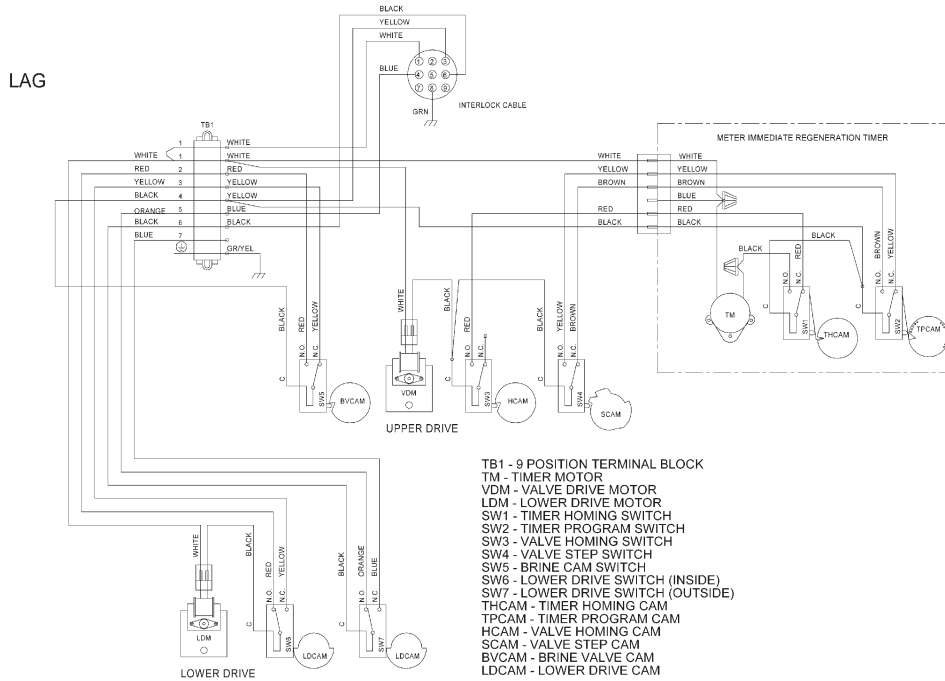 BLACK
YELLOW
WHITE
LAG
BLUE
1 2 3
4 5 6
7 8 9
INTERLOCK CABLE
GRN
TB1
METER IMMEDIATE REGENERATION TIMER
1 WHITE
WHITE 1 WHITE
RED 2 RED
YELLOW 3 YELLOW
BLACK 4 YELLOW
ORANGE 5 BLUE
BLACK 6 BLACK
BLUE 7
GR/YEL
WHITE WHITE
YELLOW YELLOW
BROWN BROWN
BLUE
RED RED
BLACK BLACK
BLACK
RED
N.O.
N.C.
C
SW1
TM
THCAM
BLACK
BROWN
YELLOW
N.O.
N.C.
C
SW2
TPCAM
BLACK
RED
YELLOW
N.O.
N.C.
C
SW5
BVCAM
WHITE
VDM
UPPER DRIVE
BLACK
N.O.
N.C.
C
SW3
HCAM
BLACK
YELLOW
BROWN
N.O.
N.C.
C
SW4
SCAM
WHITE
LDM
LOWER DRIVE
BLACK
RED
YELLOW
N.O.
N.C.
C
SW6
LDCAM
BLACK
ORANGE
BLUE
N.O.
N.C.
C
SW7
LDCAM
TB1 - 9 POSITION TERMINAL BLOCK
TM - TIMER MOTOR
VDM - VALVE DRIVE MOTOR
LDM - LOWER DRIVE MOTOR
SW1 - TIMER HOMING SWITCH
SW2 - TIMER PROGRAM SWITCH
SW3 - VALVE HOMING SWITCH
SW4 - VALVE STEP SWITCH
SW5 - BRINE CAM SWITCH
SW6 - LOWER DRIVE SWITCH (INSIDE)
SW7 - LOWER DRIVE SWITCH (OUTSIDE)
THCAM - TIMER HOMING CAM
TPCAM - TIMER PROGRAM CAM
HCAM - VALVE HOMING CAM
SCAM - VALVE STEP CAM
BVCAM - BRINE VALVE CAM
LDCAM - LOWER DRIVE CAM